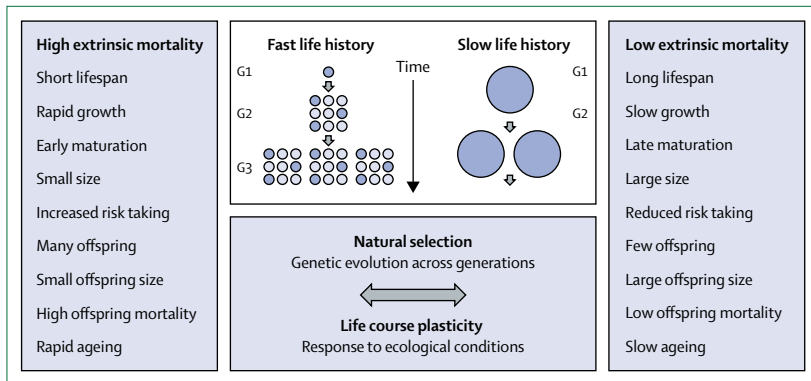 High extrinsic mortality
Short lifespan
Rapid growth
Early maturation
Small size
Increased risk taking
Many offspring
Small offspring size
High offspring mortality
Rapid ageing
Fast life history
G1
G2
G3
Time
Slow life history
G1
G2
Natural selection
Genetic evolution across generations
Life course plasticity
Response to ecological conditions
Low extrinsic mortality
Long lifespan
Slow growth
Late maturation
Large size
Reduced risk taking
Few offspring
Large offspring size
Low offspring mortality
Slow ageing